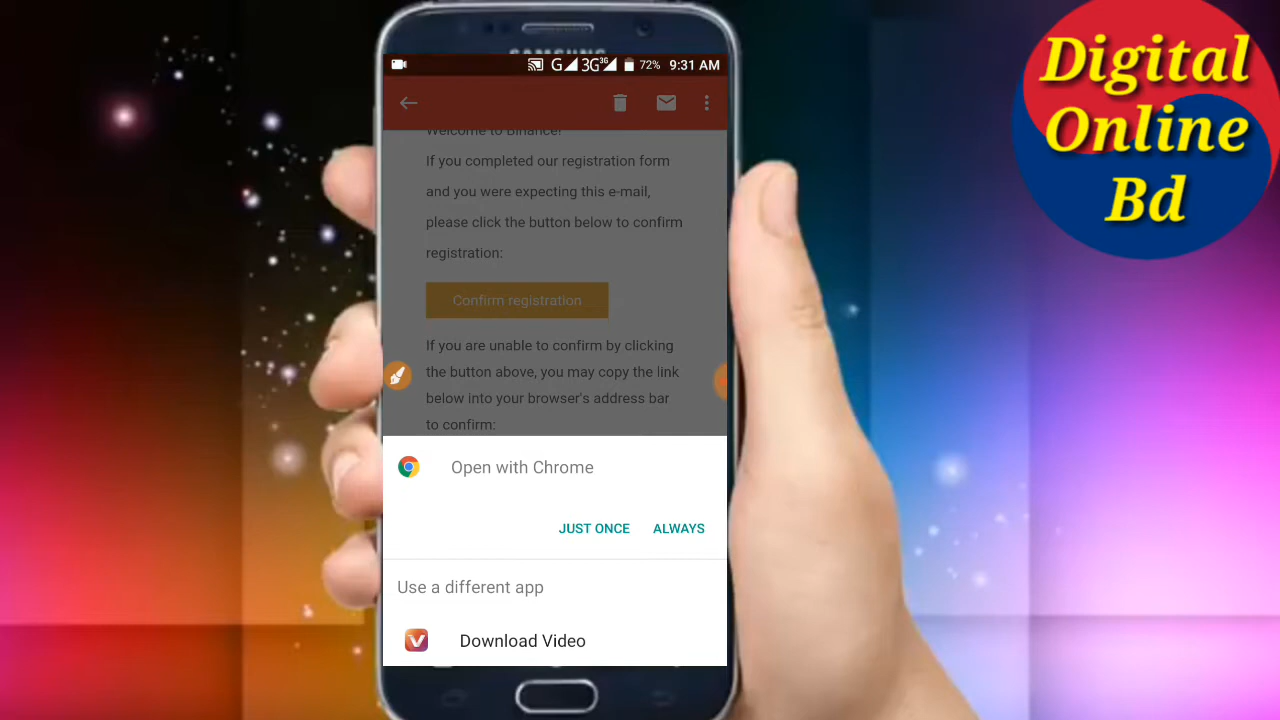 SAMSUNG
G 3G 3G 72% 9:31 AM
Welcome to Binance!
If you completed our registration form
and you were expecting this e-mail,
please click the button below to confirm
registration:
Confirm registration
If you are unable to confirm by clicking
the button above, you may copy the link
below into your browser's address bar
to confirm:
Open with Chrome
JUST ONCE ALWAYS
Use a different app
Download Video
Digital
Online
Bd